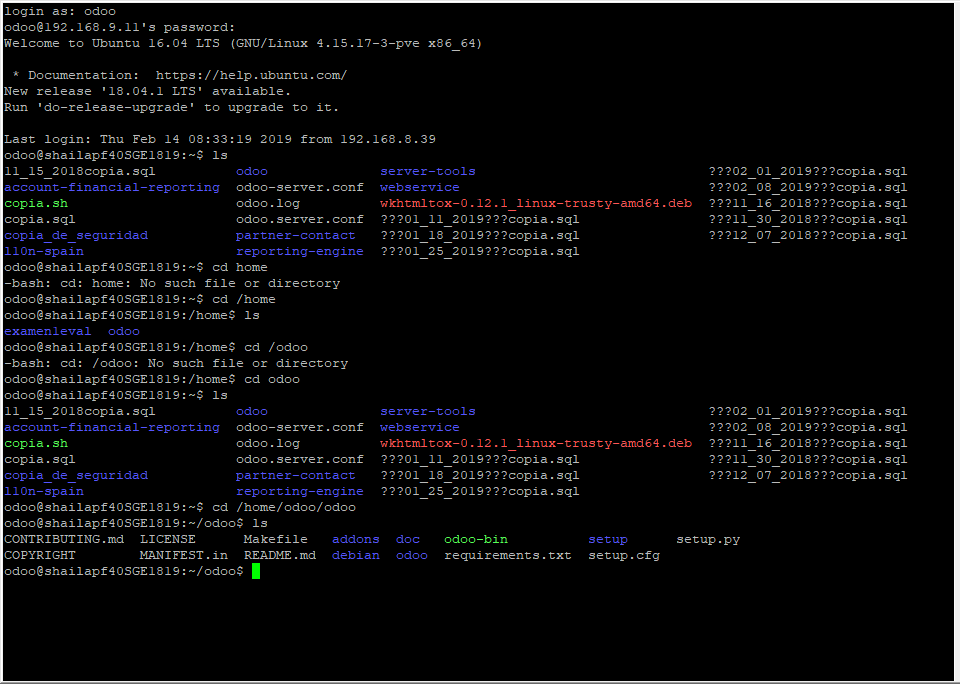 login as: odoo
odoo@192.168.9.11's password:
Welcome to Ubuntu 16.04 LTS (GNU/Linux 4.15.17-3-pve x86_64)
 * Documentation:  https://help.ubuntu.com/
New release '18.04.1 LTS' available.
Run 'do-release-upgrade' to upgrade to it.
Last login: Thu Feb 14 08:33:19 2019 from 192.168.8.39
odoo@shailapf40SGE1819:~$ ls
11_15_2018copia.sql          odoo              server-tools                             ???02_01_2019???copia.sql
account-financial-reporting  odoo-server.conf  webservice                               ???02_08_2019???copia.sql
copia.sh                     odoo.log          wkhtmltox-0.12.1_linux-trusty-amd64.deb  ???11_16_2018???copia.sql
copia.sql                    odoo.server.conf  ???01_11_2019???copia.sql                ???11_30_2018???copia.sql
copia_de_seguridad           partner-contact   ???01_18_2019???copia.sql                ???12_07_2018???copia.sql
l10n-spain                   reporting-engine  ???01_25_2019???copia.sql
odoo@shailapf40SGE1819:~$ cd home
-bash: cd: home: No such file or directory
odoo@shailapf40SGE1819:~$ cd /home
odoo@shailapf40SGE1819:/home$ ls
examen1eval  odoo
odoo@shailapf40SGE1819:/home$ cd /odoo
-bash: cd: /odoo: No such file or directory
odoo@shailapf40SGE1819:/home$ cd odoo
odoo@shailapf40SGE1819:~$ ls
11_15_2018copia.sql          odoo              server-tools                             ???02_01_2019???copia.sql
account-financial-reporting  odoo-server.conf  webservice                               ???02_08_2019???copia.sql
copia.sh                     odoo.log          wkhtmltox-0.12.1_linux-trusty-amd64.deb  ???11_16_2018???copia.sql
copia.sql                    odoo.server.conf  ???01_11_2019???copia.sql                ???11_30_2018???copia.sql
copia_de_seguridad           partner-contact   ???01_18_2019???copia.sql                ???12_07_2018???copia.sql
l10n-spain                   reporting-engine  ???01_25_2019???copia.sql
odoo@shailapf40SGE1819:~$ cd /home/odoo/odoo
odoo@shailapf40SGE1819:~/odoo$ ls
CONTRIBUTING.md  LICENSE      Makefile   addons  doc   odoo-bin          setup      setup.py
COPYRIGHT        MANIFEST.in  README.md  debian  odoo  requirements.txt  setup.cfg
odoo@shailapf40SGE1819:~/odoo$